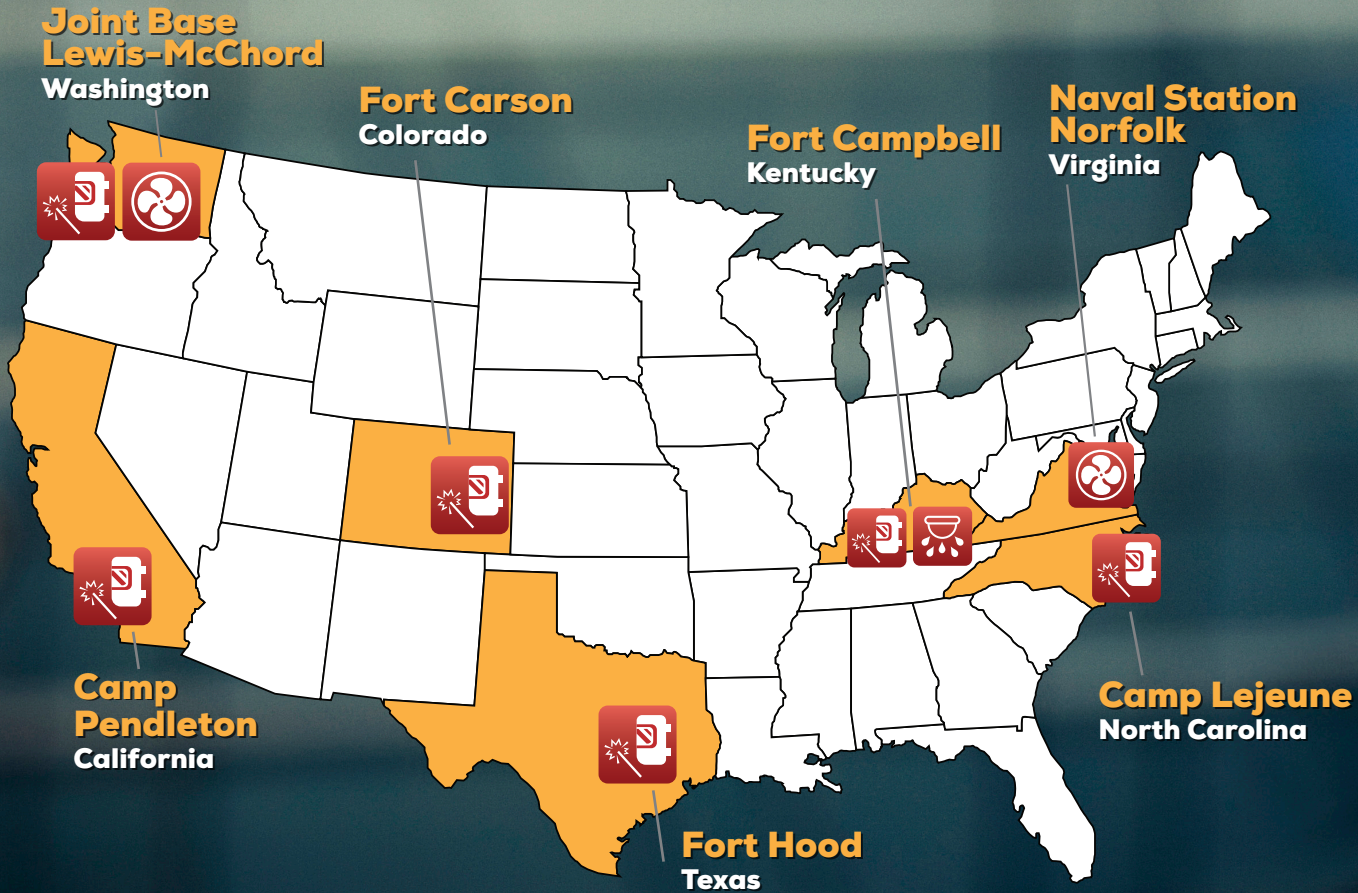 Joint Base
Lewis-McChord
Washington
Fort Carson
Colorado
Fort Campbell
Kentucky
Naval Station
Norfolk
Virginia
Camp
Pendleton
California
Fort Hood
Texas
Camp Lejeune
North Carolina